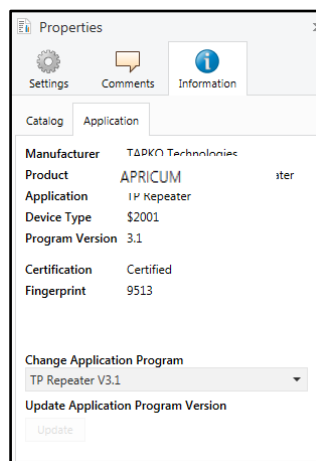 Properties
Settings Comments Information
Catalog Application
Manufacturer TAPKO Technologies
Product APRICUM
Application TP Repeater
Device Type $2001
Program Version 3.1
Certification Certified
Fingerprint 9513
Change Application Program
TP Repeater V3.1
Update Application Program Version
Update